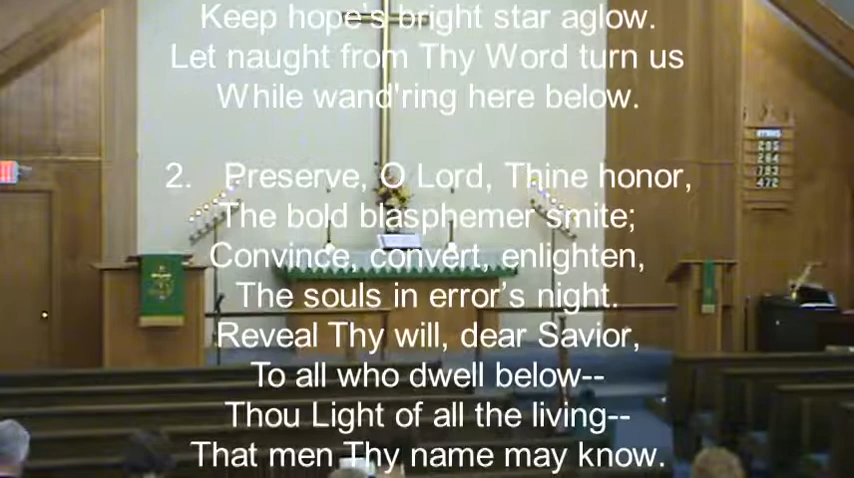 Keep hope's bright star aglow.
Let naught from Thy Word turn us
While wand'ring here below.
2. Preserve, O Lord, Thine honor,
The bold blasphemer smite;
Convince, convert, enlighten,
The souls in error's night.
Reveal Thy will, dear Savior,
To all who dwell below--
Thou Light of all the living--
That men Thy name may know.
HYMNS
472